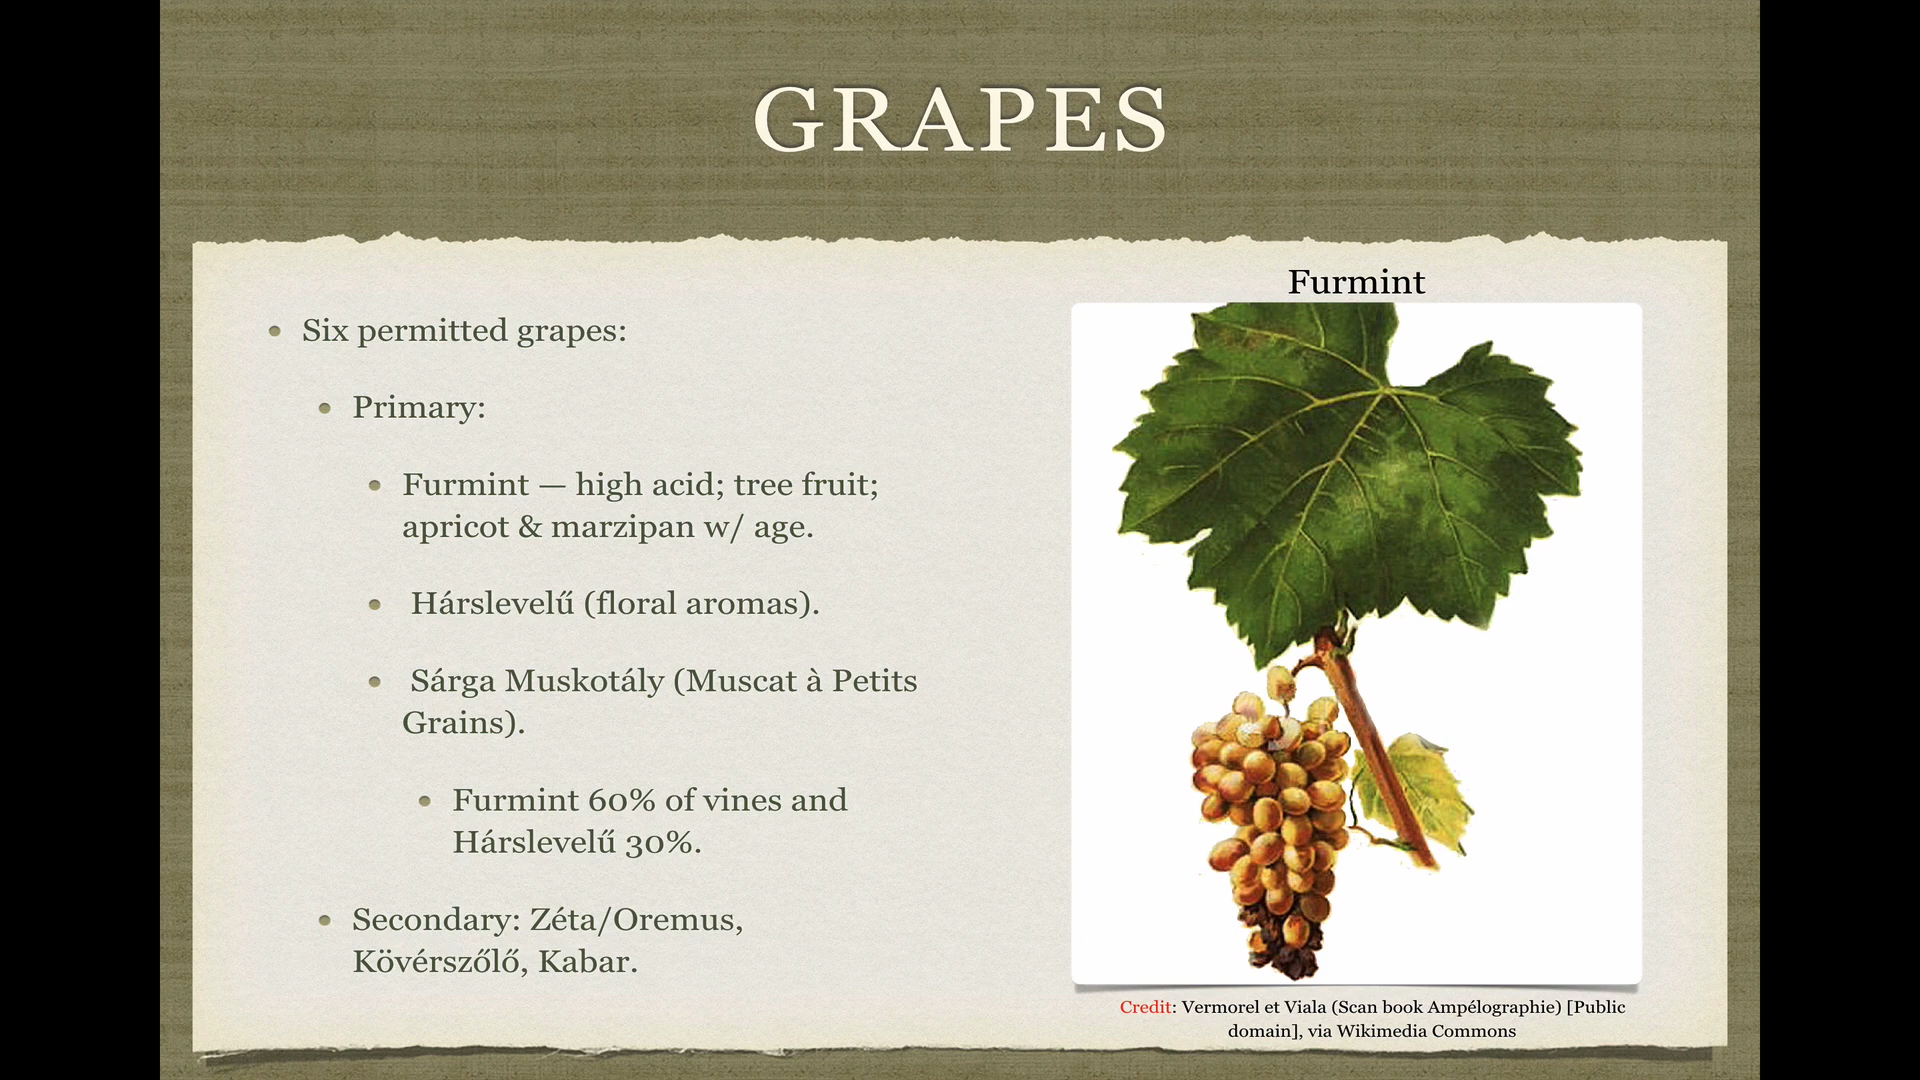 GRAPES
Six permitted grapes:
Primary:
Furmint — high acid; tree fruit;
apricot & marzipan w/ age.
Hárslevelű (floral aromas).
Sárga Muskotály (Muscat à Petits
Grains).
Furmint 60% of vines and
Hárslevelű 30%.
Secondary: Zéta/Oremus,
Kövérszőlő, Kabar.
Furmint
Credit: Vermorel et Viala (Scan book Ampélographie) [Public
domain], via Wikimedia Commons